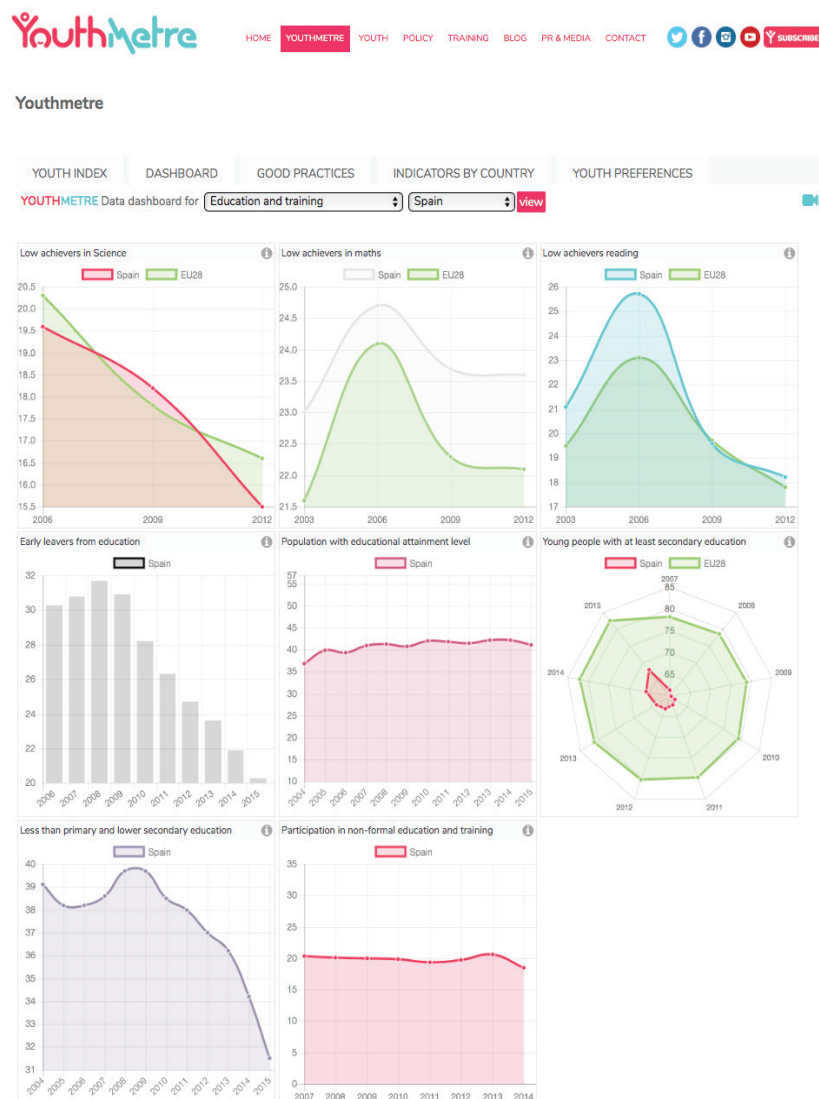 YouthMetre
HOME YOUTHMETRE YOUTH POLICY TRAINING BLOG PR & MEDIA CONTACT SUBSCRIBE
Youthmetre
YOUTH INDEX DASHBOARD GOOD PRACTICES INDICATORS BY COUNTRY YOUTH PREFERENCES
YOUTHMETRE Data dashboard for Education and training Spain view
Low achievers in Science
Spain EU28
20.5
20.0
19.5
19.0
18.5
18.0
17.5
17.0
16.5
16.0
15.5
2006 2009 2012
Low achievers in maths
Spain EU28
25.0
24.5
24.0
23.5
23.0
22.5
22.0
21.5
2003 2006 2009 2012
Low achievers reading
Spain EU28
26
25
24
23
22
21
20
19
18
17
2003 2006 2009 2012
Early leavers from education
Spain
32
30
28
26
24
22
20
2006 2007 2008 2009 2010 2011 2012 2013 2014 2015
Population with educational attainment level
Spain
57
55
50
45
40
35
30
25
20
15
10
2004 2005 2006 2007 2008 2009 2010 2011 2012 2013 2014 2015
Young people with at least secondary education
Spain EU28
2007
85
80
75
70
65
2008
2009
2010
2011
2012
2013
2014
2015
Less than primary and lower secondary education
Spain
40
39
38
37
36
35
34
33
32
31
2004 2005 2006 2007 2008 2009 2010 2011 2012 2013 2014 2015
Participation in non-formal education and training
Spain
35
30
25
20
15
10
5
0
2007 2008 2009 2010 2011 2012 2013 2014